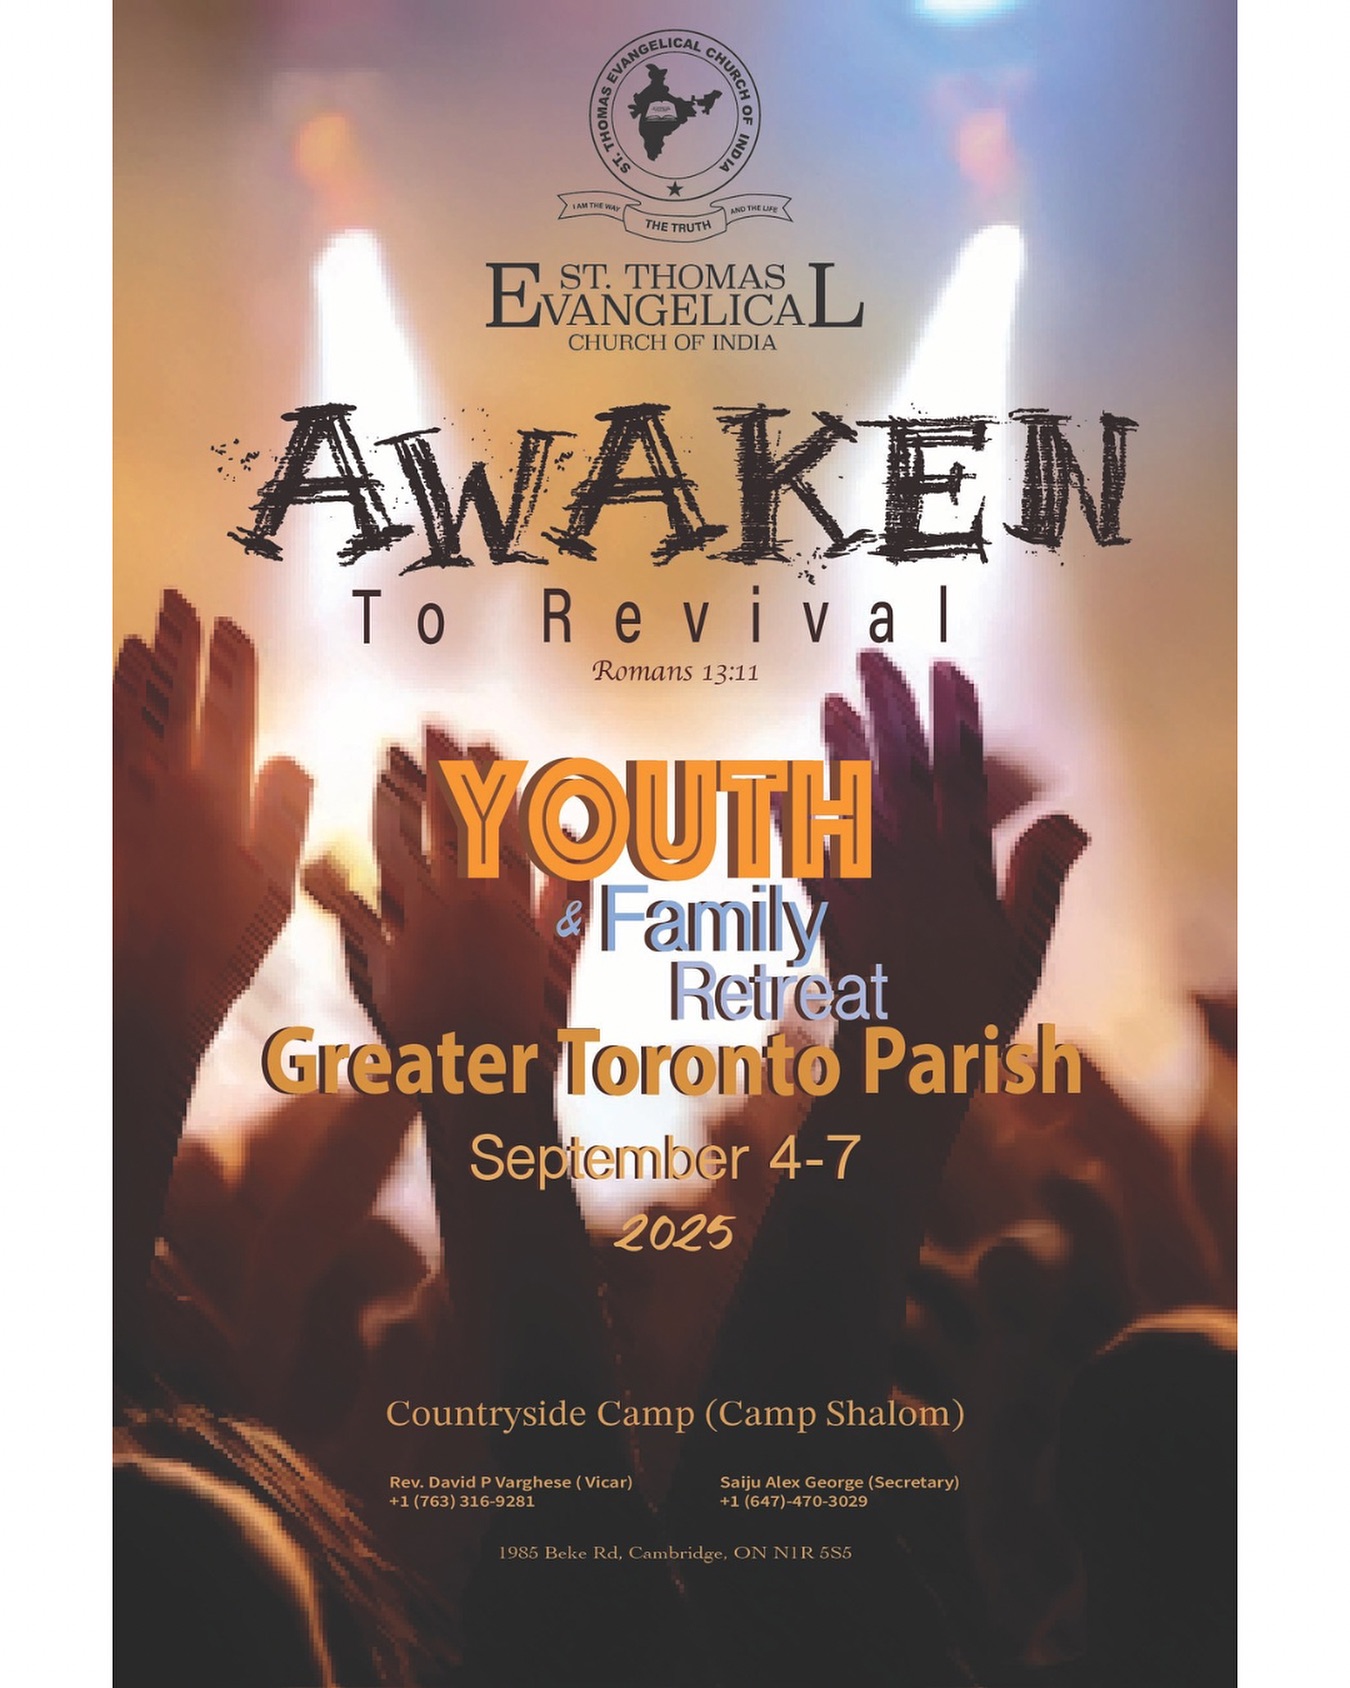 ST. THOMAS EVANGELICAL CHURCH OF INDIA
I AM THE WAY
THE TRUTH
AND THE LIFE
ST. THOMAS
EVANGELICAL
CHURCH OF INDIA
AWAKEN
To Revival
Romans 13:11
YOUTH
& Family
Retreat
Greater Toronto Parish
September 4-7
2025
Countryside Camp (Camp Shalom)
Rev. David P Varghese ( Vicar)
+1 (763) 316-9281
Saiju Alex George (Secretary)
+1 (647)-470-3029
1985 Beke Rd, Cambridge, ON N1R 5S5